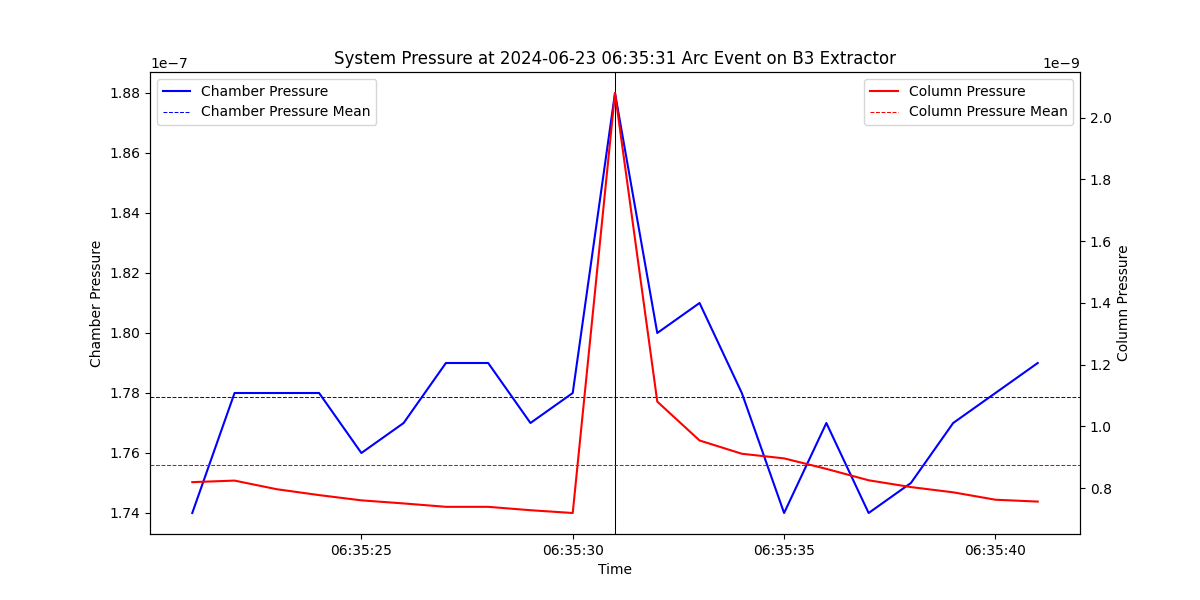 System Pressure at 2024-06-23 06:35:31 Arc Event on B3 Extractor
1e−7
1e−9
Chamber Pressure
Chamber Pressure Mean
Column Pressure
Column Pressure Mean
1.88
1.86
1.84
1.82
1.80
1.78
1.76
1.74
Chamber Pressure
2.0
1.8
1.6
1.4
1.2
1.0
0.8
Column Pressure
06:35:25
06:35:30
06:35:35
06:35:40
Time